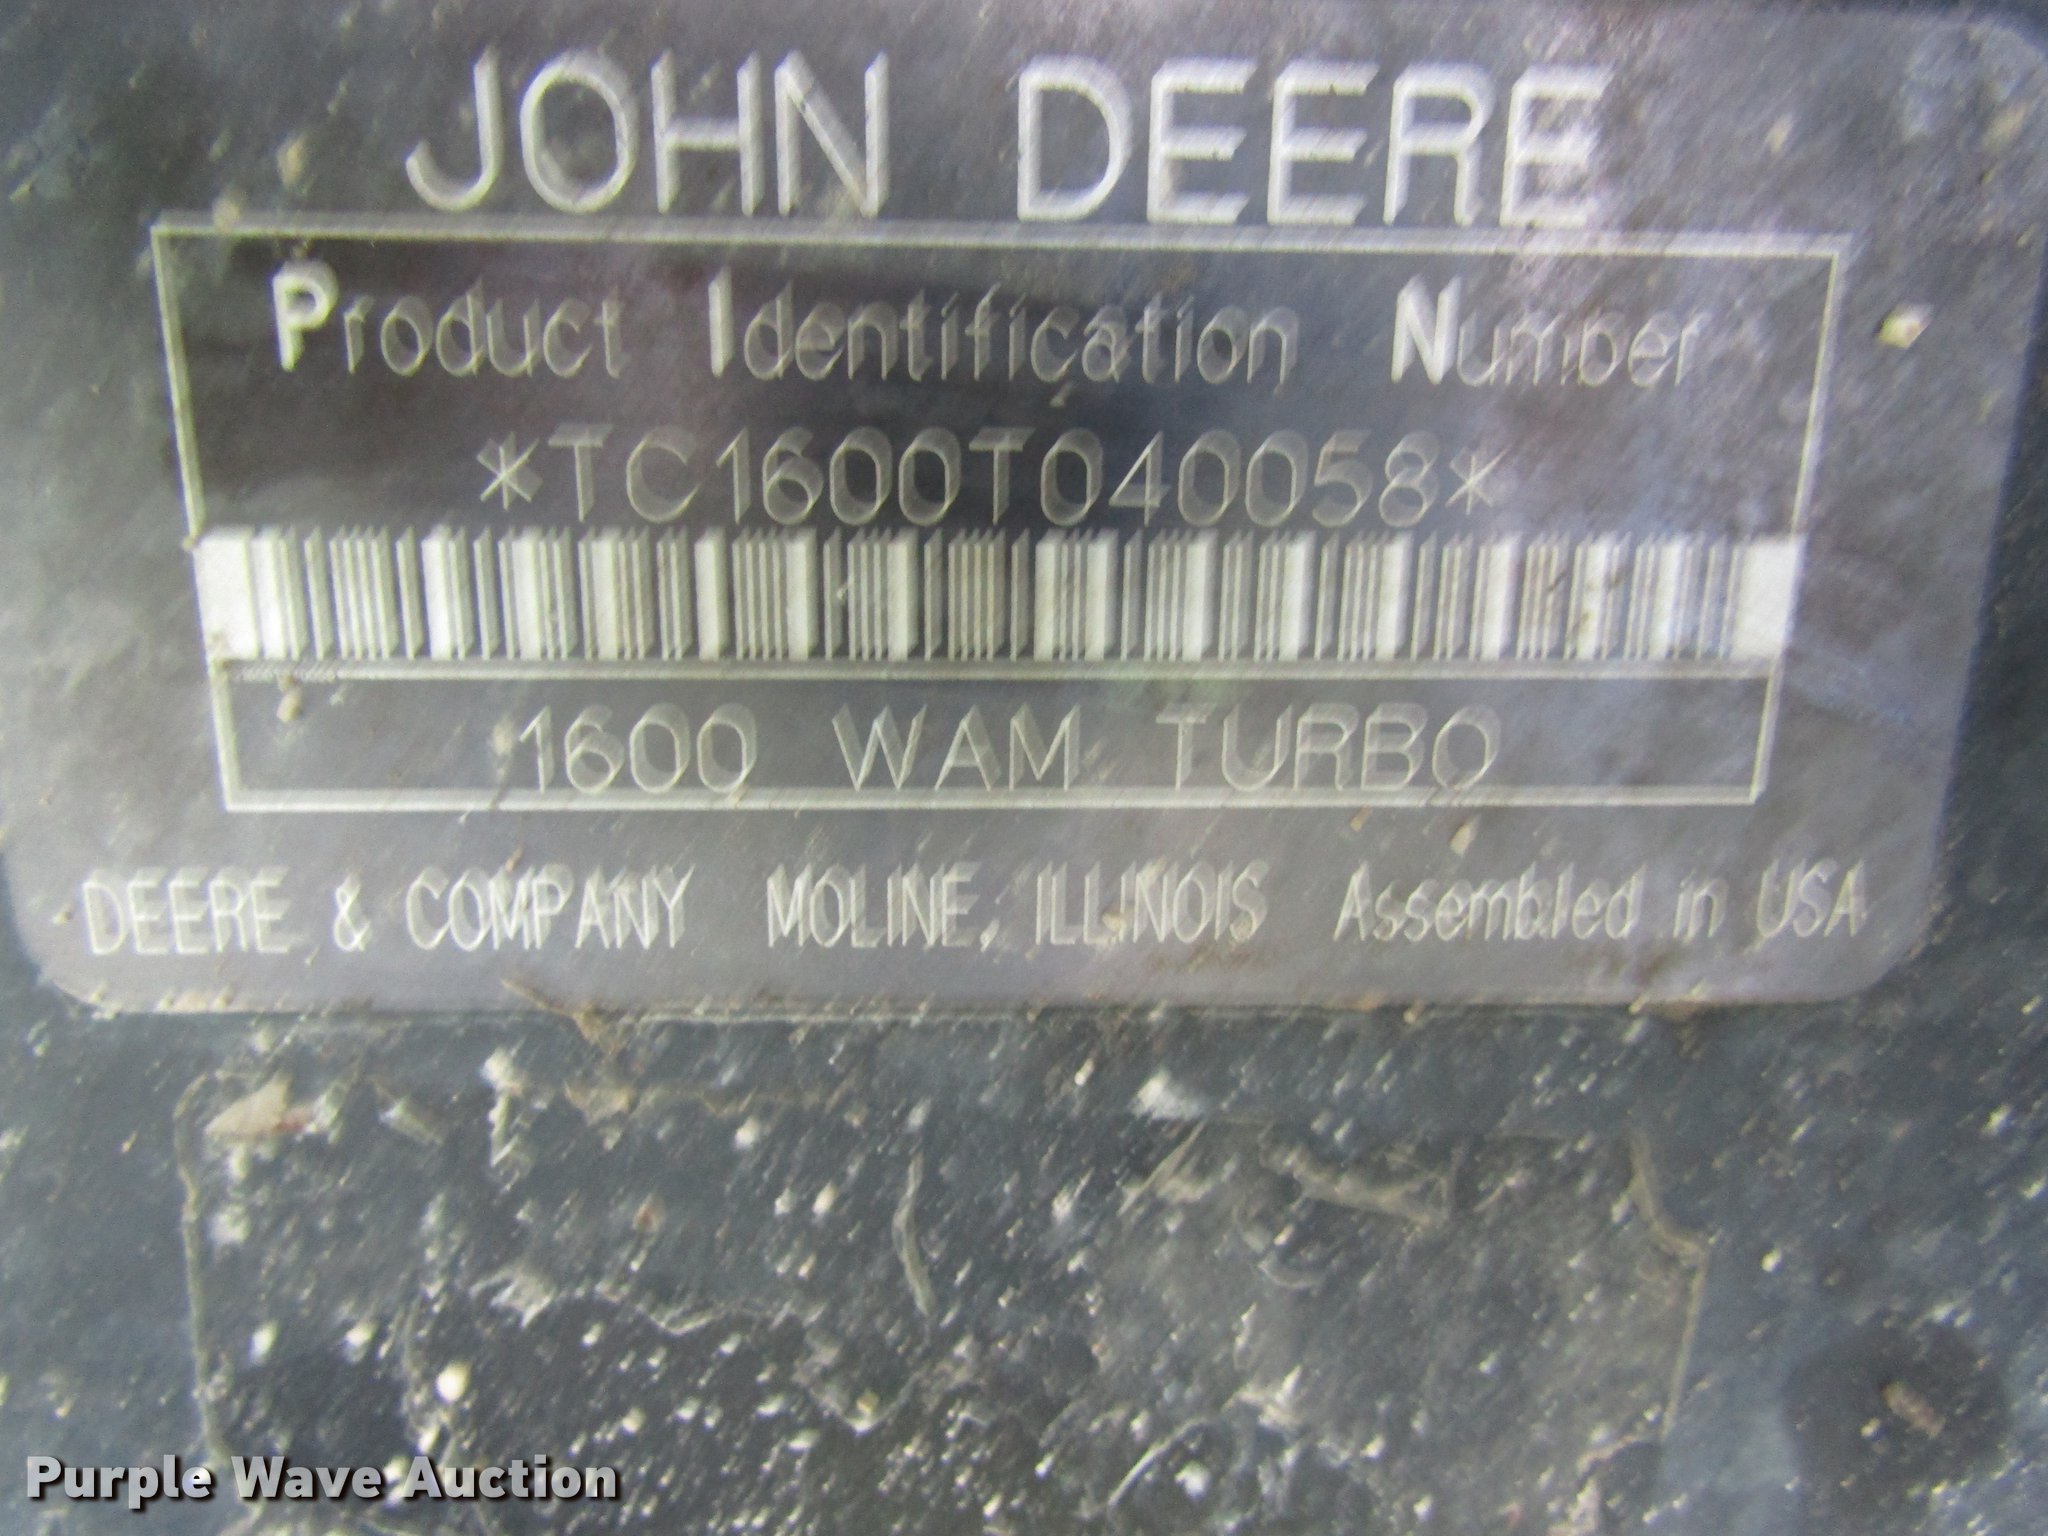 JOHN DEERE
Product Identification Number
*TC1600T040058*
1600 WAM TURBO
DEERE & COMPANY MOLINE, ILLINOIS Assembled in USA
Purple Wave Auction